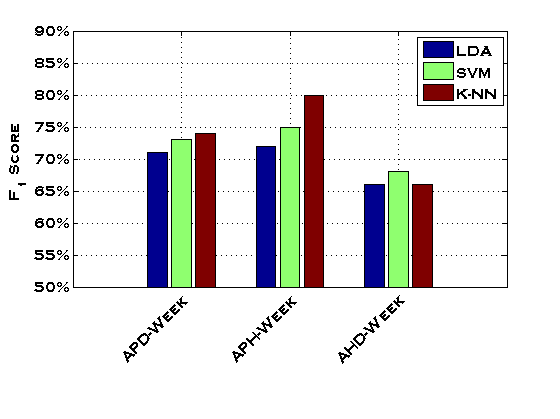 90%
85%
80%
75%
70%
65%
60%
55%
50%
F1 Score
LDA
SVM
K-NN
APD-Week
APH-Week
AHD-Week